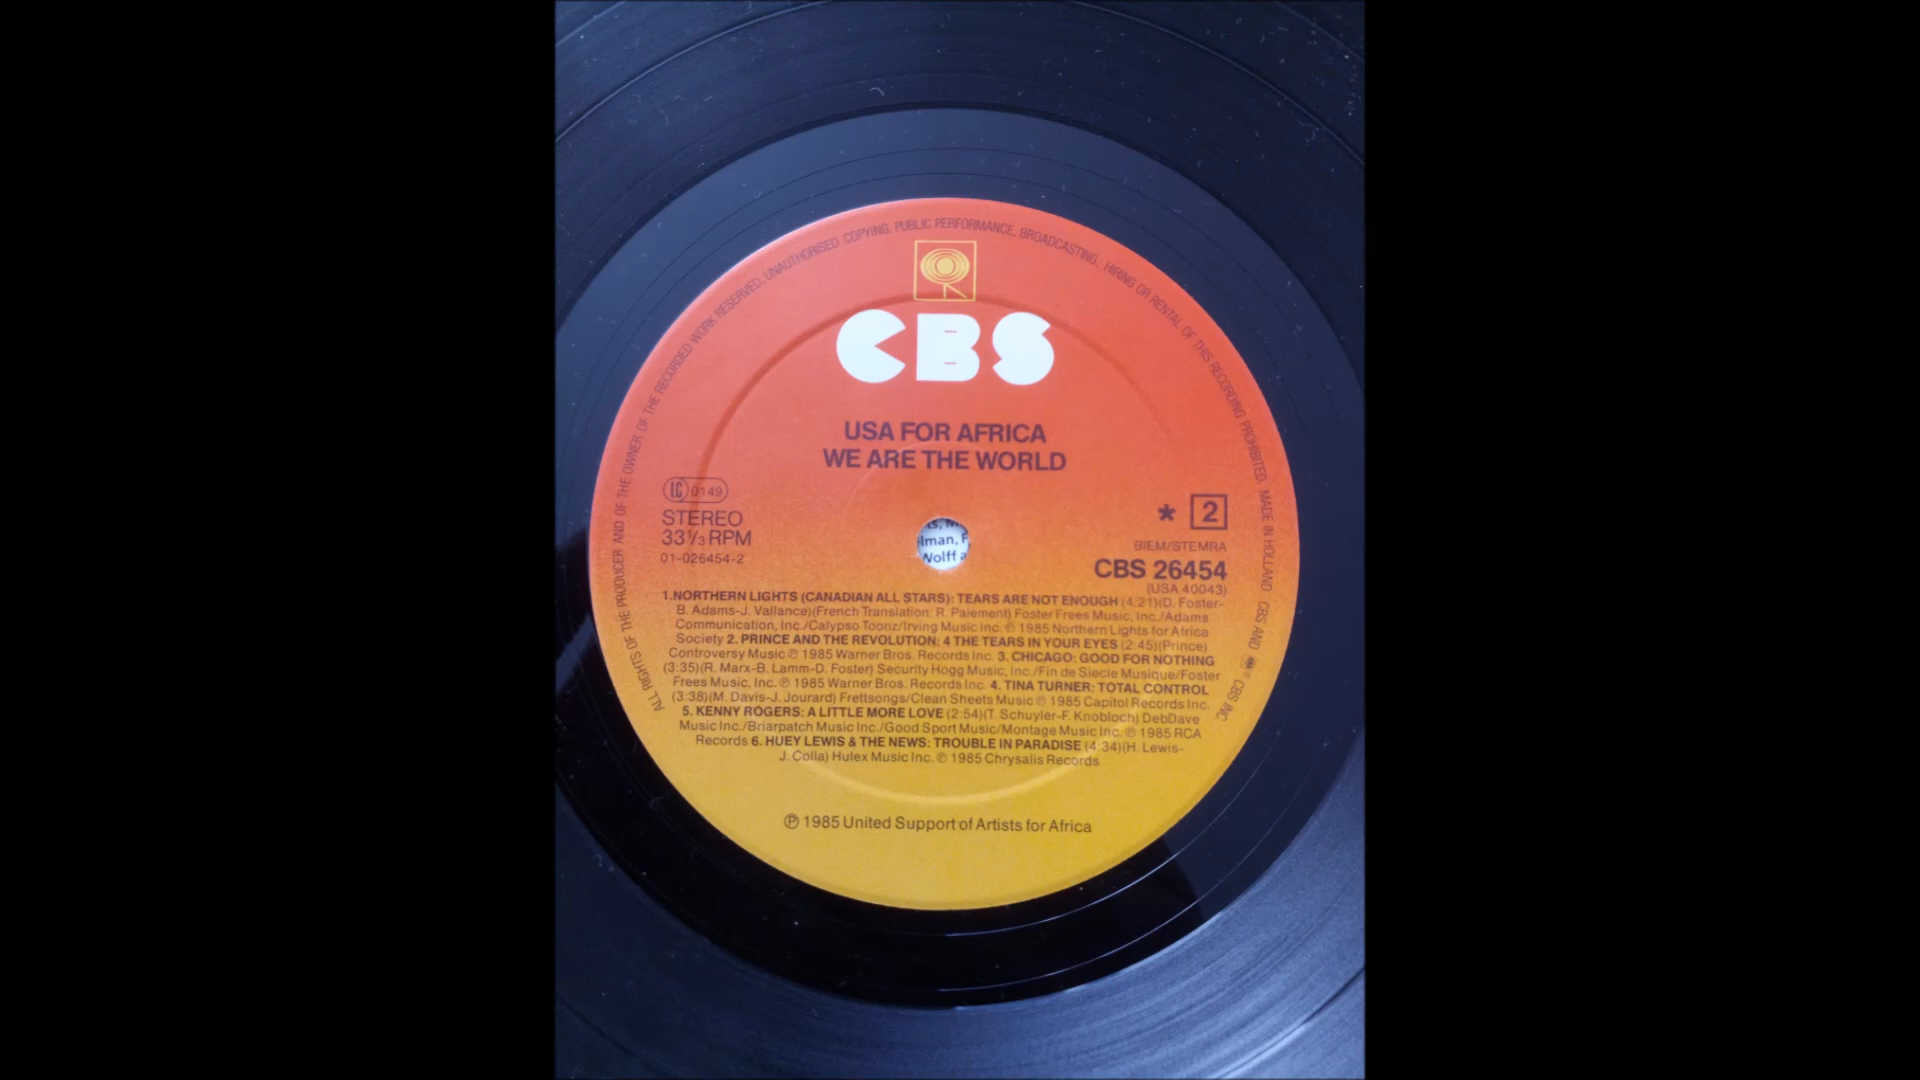 ALL RIGHTS OF THE PRODUCER AND OF THE OWNER OF THE RECORDED WORK RESERVED. UNAUTHORISED COPYING, PUBLIC PERFORMANCE, BROADCASTING, HIRING OR RENTAL OF THIS RECORDING PROHIBITED. MADE IN HOLLAND CBS AND ® CBS INC.
CBS
USA FOR AFRICA
WE ARE THE WORLD
LC 0149
STEREO
33⅓ RPM
01-026454-2
* 2
BIEM/STEMRA
CBS 26454
(USA 40043)
man, F
Wolff a
1.NORTHERN LIGHTS (CANADIAN ALL STARS): TEARS ARE NOT ENOUGH (4:21)(D. Foster-
B. Adams-J. Vallance)(French Translation: R. Paiement) Foster Frees Music, Inc./Adams
Communication, Inc./Calypso Toonz/Irving Music Inc. ℗ 1985 Northern Lights for Africa
Society 2. PRINCE AND THE REVOLUTION: 4 THE TEARS IN YOUR EYES (2:45)(Prince)
Controversy Music ℗ 1985 Warner Bros. Records Inc. 3. CHICAGO: GOOD FOR NOTHING
(3:35)(R. Marx-B. Lamm-D. Foster) Security Hogg Music, Inc./Fin de Siecle Musique/Foster
Frees Music, Inc. ℗ 1985 Warner Bros. Records Inc. 4. TINA TURNER: TOTAL CONTROL
(3:38)(M. Davis-J. Jourard) Frettsongs/Clean Sheets Music ℗ 1985 Capitol Records Inc.
5. KENNY ROGERS: A LITTLE MORE LOVE (2:54)(T. Schuyler-F. Knobloch) DebDave
Music Inc./Briarpatch Music Inc./Good Sport Music/Montage Music Inc. ℗ 1985 RCA
Records 6. HUEY LEWIS & THE NEWS: TROUBLE IN PARADISE (4:34)(H. Lewis-
J. Colla) Hulex Music Inc. ℗ 1985 Chrysalis Records
℗ 1985 United Support of Artists for Africa